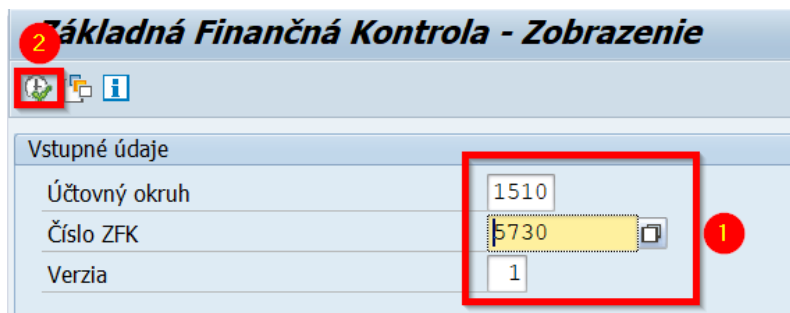 Základná Finančná Kontrola - Zobrazenie
2
Vstupné údaje
Účtovný okruh 1510
Číslo ZFK 5730
1
Verzia 1